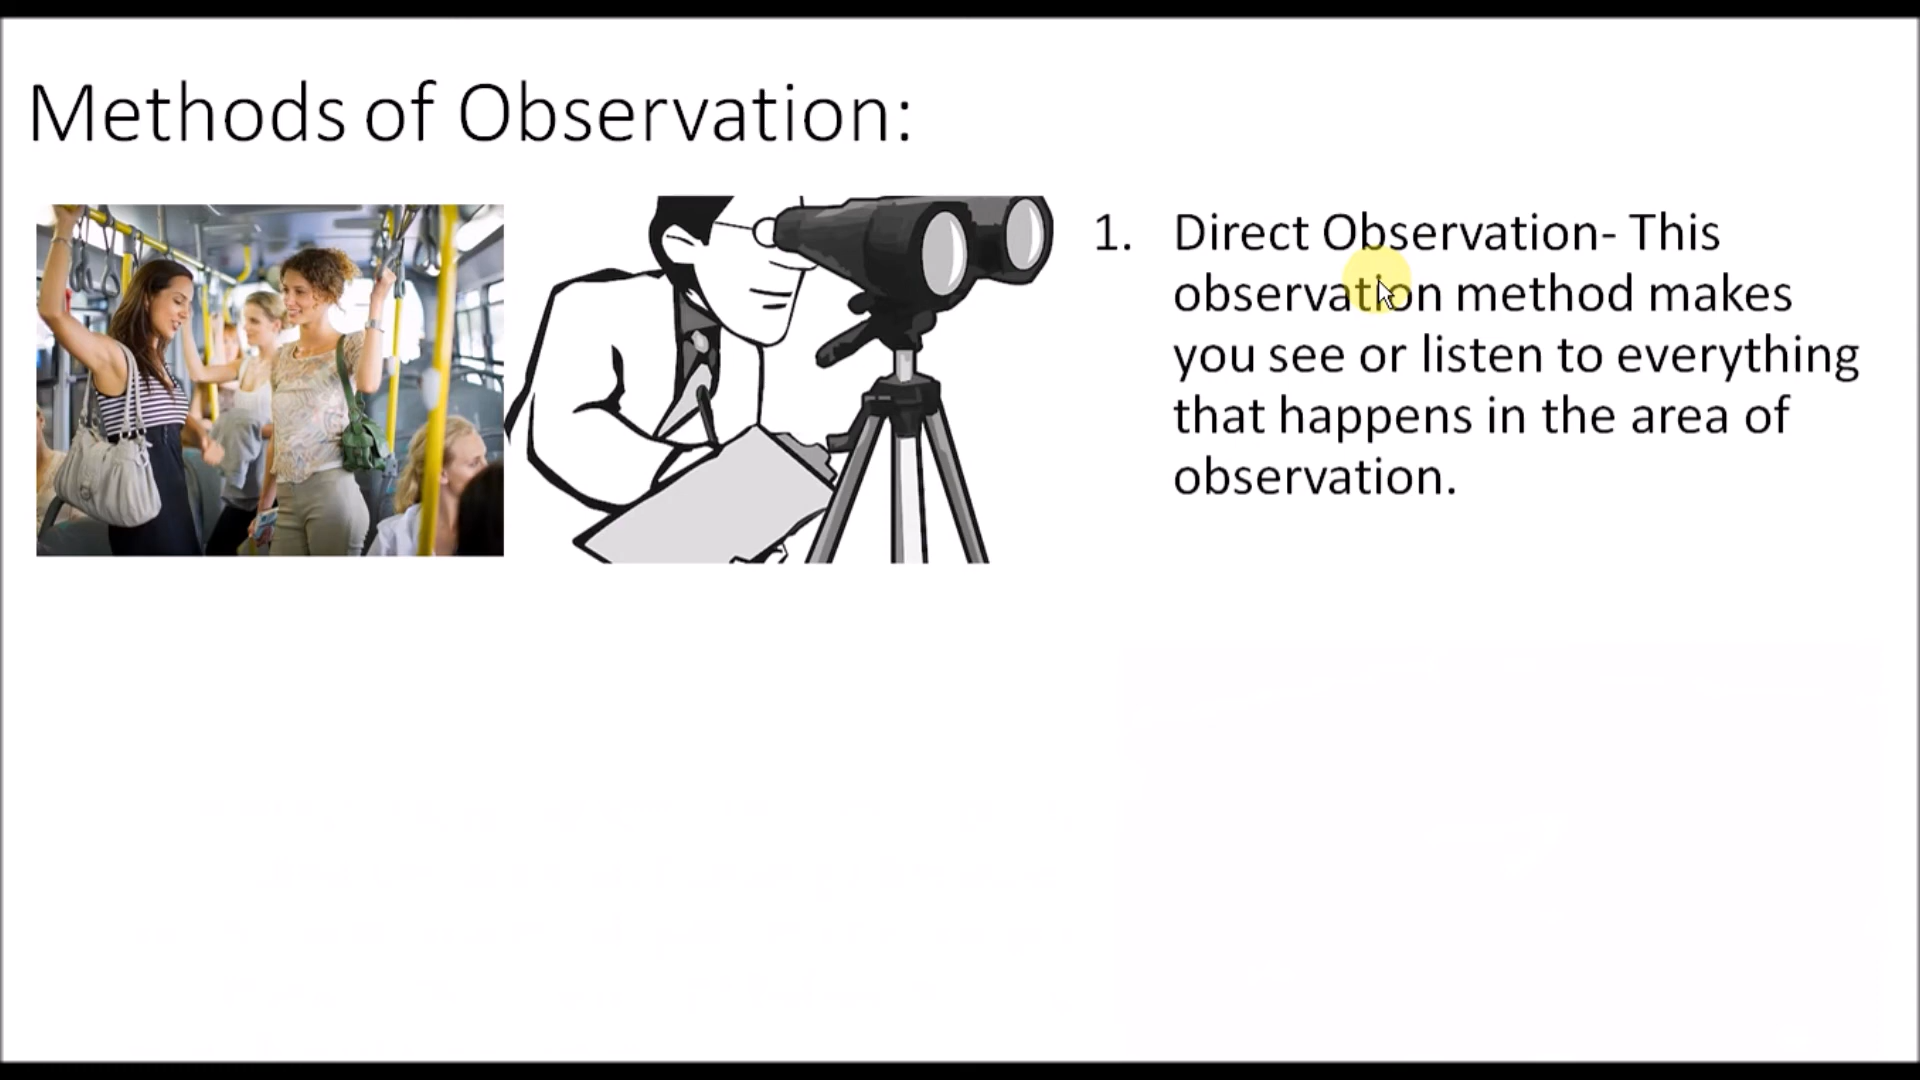 Methods of Observation:
1. Direct Observation- This
observation method makes
you see or listen to everything
that happens in the area of
observation.